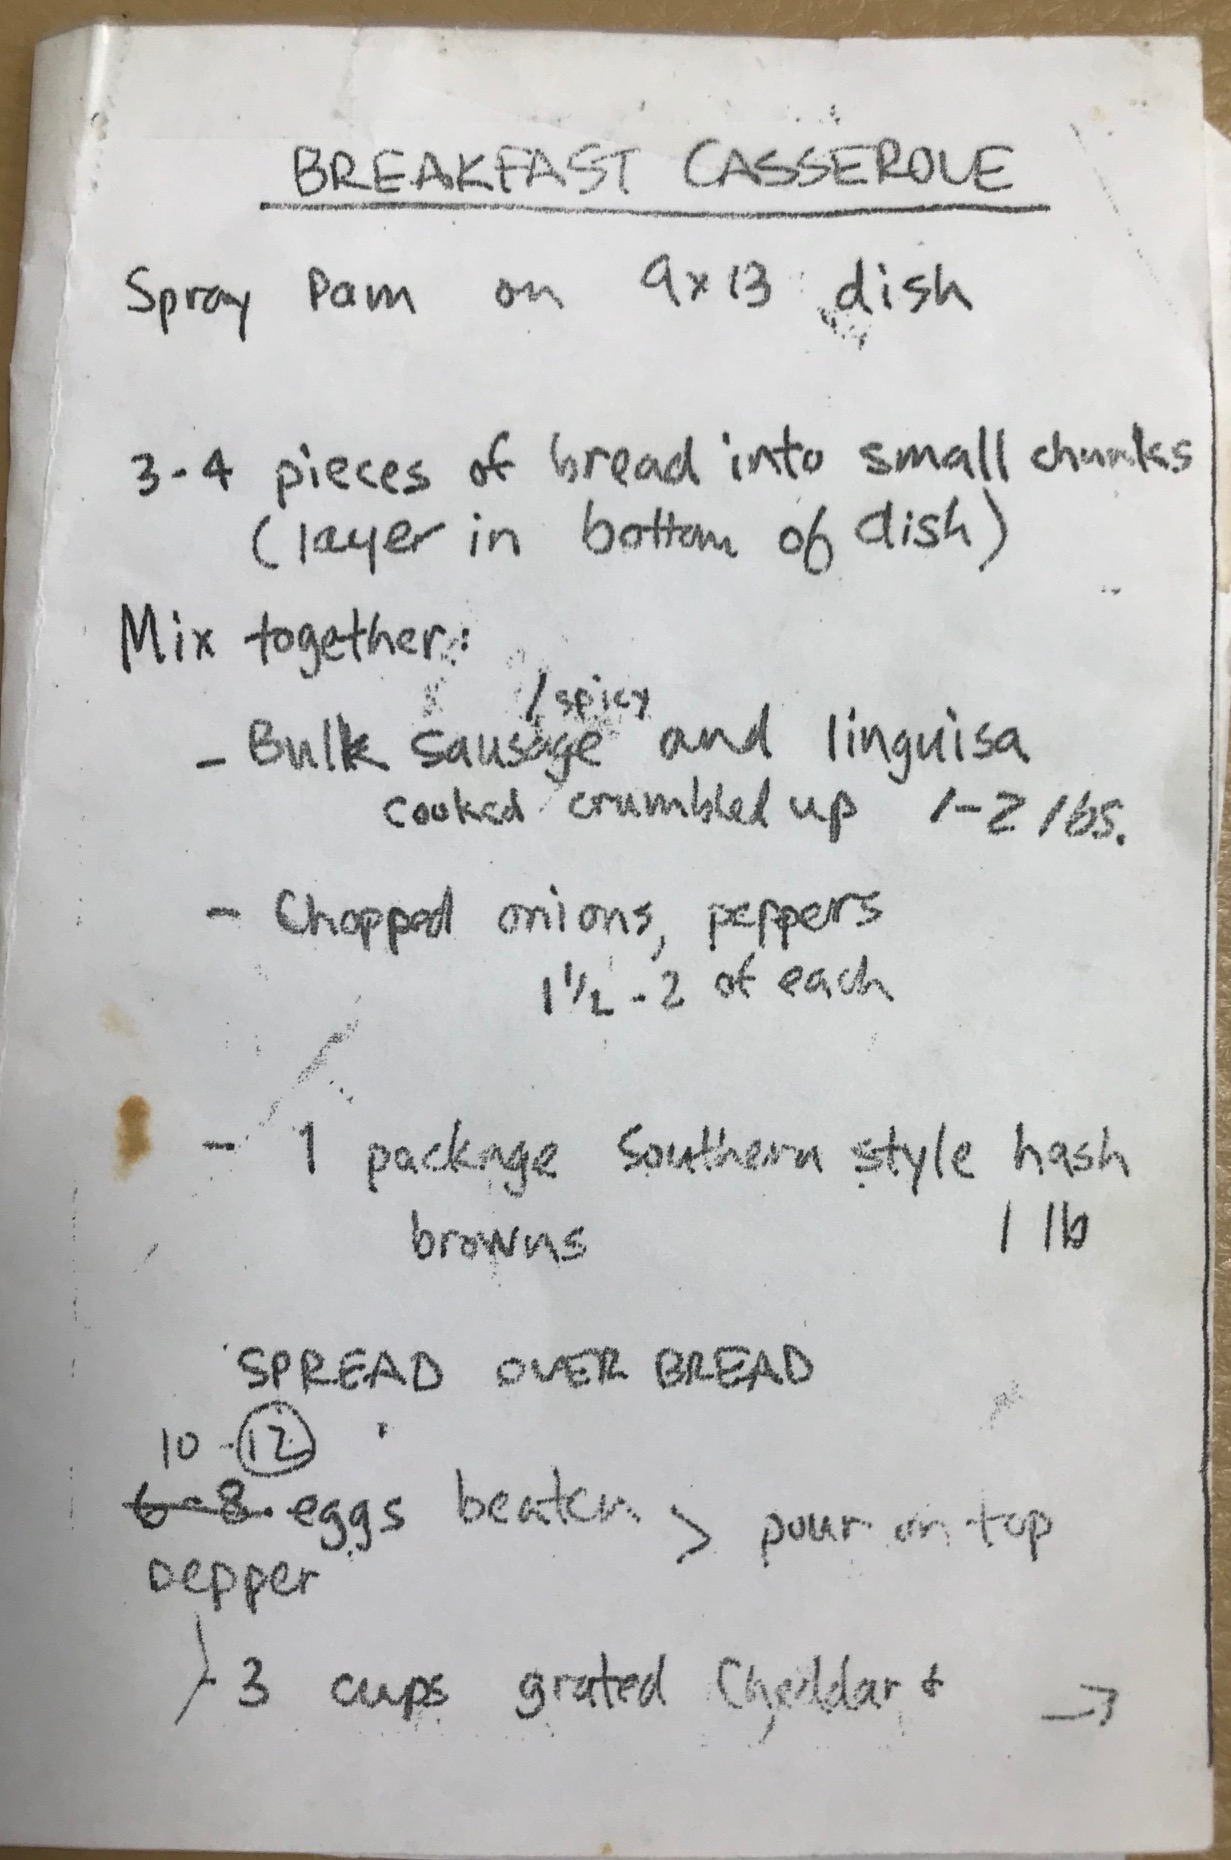 BREAKFAST CASSEROLE
Spray Pam on 9x13 dish
3-4 pieces of bread into small chunks
(layer in bottom of dish)
Mix together:
/spicy
- Bulk sausage and linguisa
cooked/crumbled up 1-2 lbs.
- Chopped onions, peppers
1 1/2 - 2 of each
- 1 package Southern style hash
browns 1 lb
SPREAD OVER BREAD
10-12
6-8 eggs beaten > pour on top
pepper
3 cups grated Cheddar + →